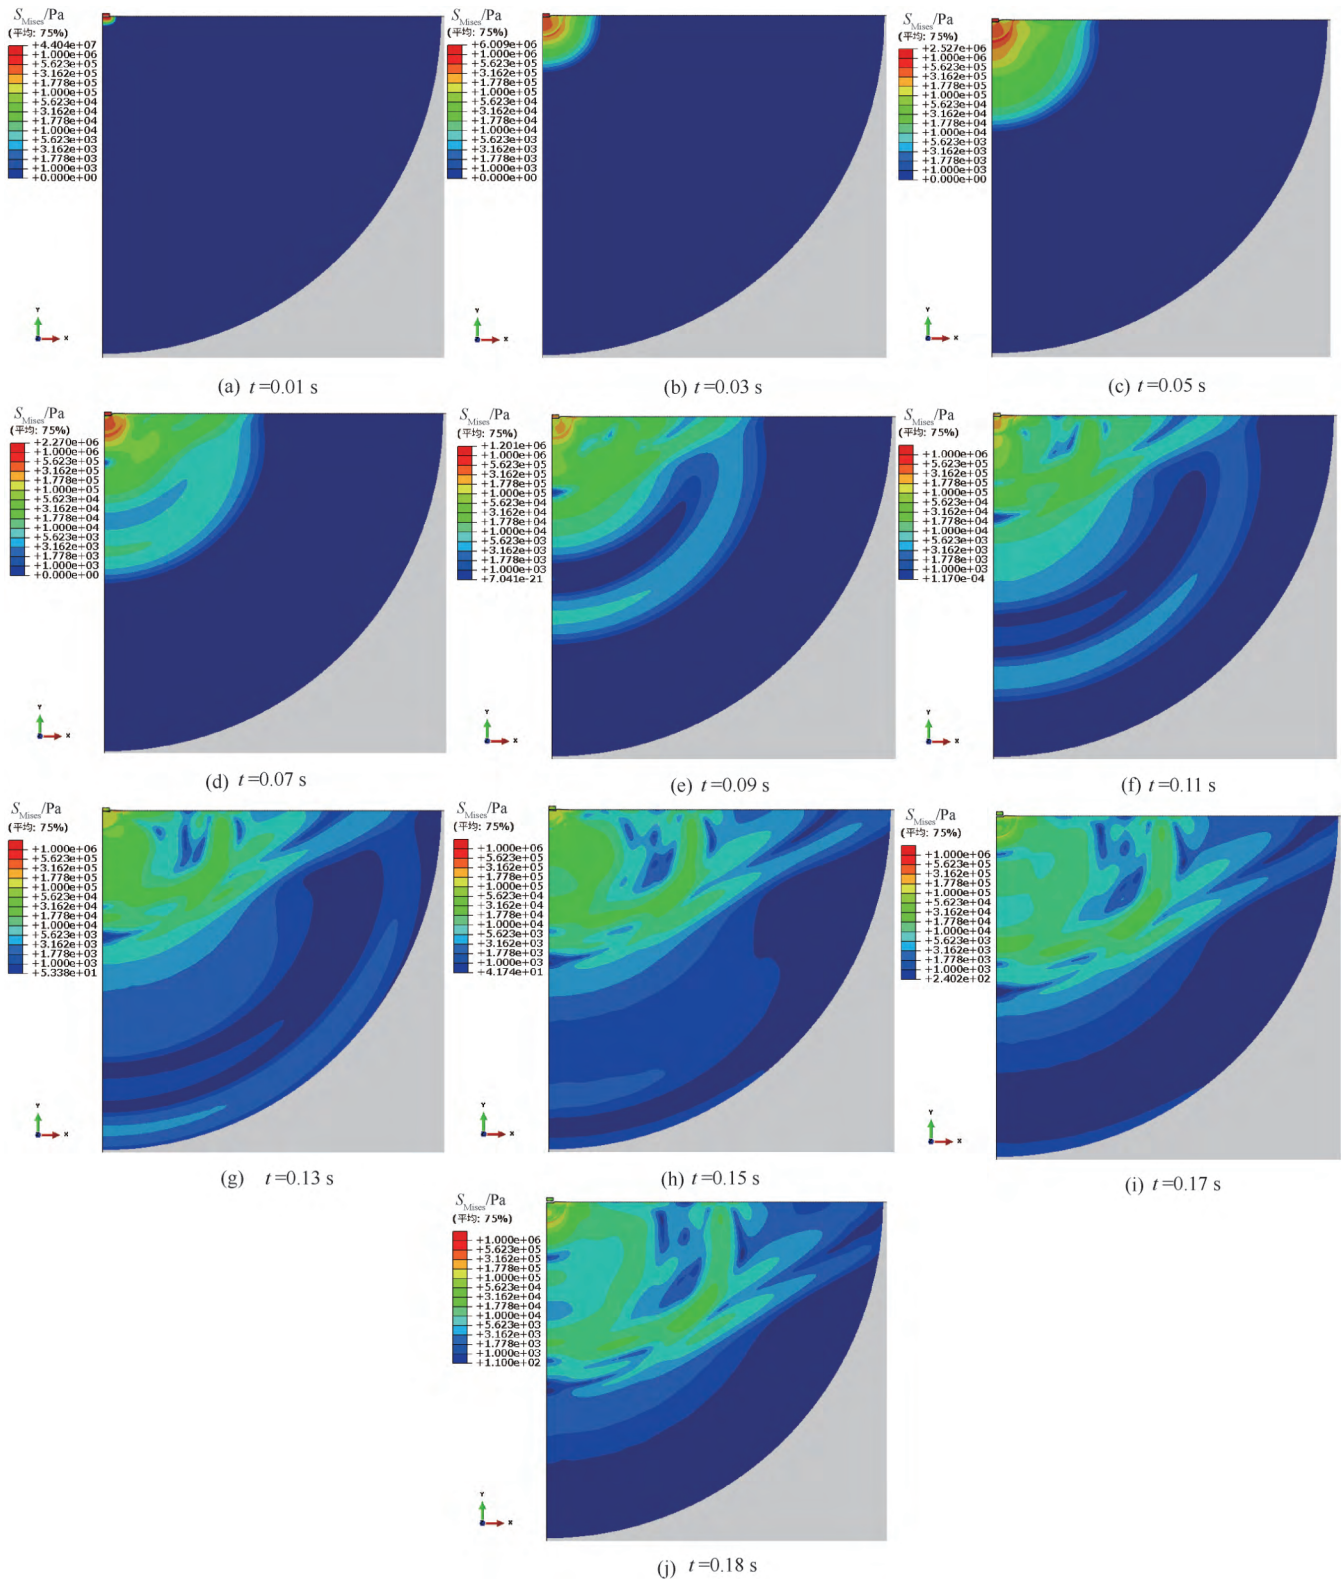 S_Mises/Pa
(平均: 75%)
+4.404e+07
+1.000e+06
+5.623e+05
+3.162e+05
+1.778e+05
+1.000e+05
+5.623e+04
+3.162e+04
+1.778e+04
+1.000e+04
+5.623e+03
+3.162e+03
+1.778e+03
+1.000e+03
+0.000e+00
Y
X
(a) t=0.01 s
S_Mises/Pa
(平均: 75%)
+6.009e+06
+1.000e+06
+5.623e+05
+3.162e+05
+1.778e+05
+1.000e+05
+5.623e+04
+3.162e+04
+1.778e+04
+1.000e+04
+5.623e+03
+3.162e+03
+1.778e+03
+1.000e+03
+0.000e+00
Y
X
(b) t=0.03 s
S_Mises/Pa
(平均: 75%)
+2.527e+06
+1.000e+06
+5.623e+05
+3.162e+05
+1.778e+05
+1.000e+05
+5.623e+04
+3.162e+04
+1.778e+04
+1.000e+04
+5.623e+03
+3.162e+03
+1.778e+03
+1.000e+03
+0.000e+00
Y
X
(c) t=0.05 s
S_Mises/Pa
(平均: 75%)
+2.270e+06
+1.000e+06
+5.623e+05
+3.162e+05
+1.778e+05
+1.000e+05
+5.623e+04
+3.162e+04
+1.778e+04
+1.000e+04
+5.623e+03
+3.162e+03
+1.778e+03
+1.000e+03
+0.000e+00
Y
X
(d) t=0.07 s
S_Mises/Pa
(平均: 75%)
+1.201e+06
+1.000e+06
+5.623e+05
+3.162e+05
+1.778e+05
+1.000e+05
+5.623e+04
+3.162e+04
+1.778e+04
+1.000e+04
+5.623e+03
+3.162e+03
+1.778e+03
+1.000e+03
+7.041e-21
Y
X
(e) t=0.09 s
S_Mises/Pa
(平均: 75%)
+1.000e+06
+5.623e+05
+3.162e+05
+1.778e+05
+1.000e+05
+5.623e+04
+3.162e+04
+1.778e+04
+1.000e+04
+5.623e+03
+3.162e+03
+1.778e+03
+1.000e+03
+1.170e-04
Y
X
(f) t=0.11 s
S_Mises/Pa
(平均: 75%)
+1.000e+06
+5.623e+05
+3.162e+05
+1.778e+05
+1.000e+05
+5.623e+04
+3.162e+04
+1.778e+04
+1.000e+04
+5.623e+03
+3.162e+03
+1.778e+03
+1.000e+03
+5.338e+01
Y
X
(g) t=0.13 s
S_Mises/Pa
(平均: 75%)
+1.000e+06
+5.623e+05
+3.162e+05
+1.778e+05
+1.000e+05
+5.623e+04
+3.162e+04
+1.778e+04
+1.000e+04
+5.623e+03
+3.162e+03
+1.778e+03
+1.000e+03
+4.174e+01
Y
X
(h) t=0.15 s
S_Mises/Pa
(平均: 75%)
+1.000e+06
+5.623e+05
+3.162e+05
+1.778e+05
+1.000e+05
+5.623e+04
+3.162e+04
+1.778e+04
+1.000e+04
+5.623e+03
+3.162e+03
+1.778e+03
+1.000e+03
+2.402e+02
Y
X
(i) t=0.17 s
S_Mises/Pa
(平均: 75%)
+1.000e+06
+5.623e+05
+3.162e+05
+1.778e+05
+1.000e+05
+5.623e+04
+3.162e+04
+1.778e+04
+1.000e+04
+5.623e+03
+3.162e+03
+1.778e+03
+1.000e+03
+1.100e+02
Y
X
(j) t=0.18 s